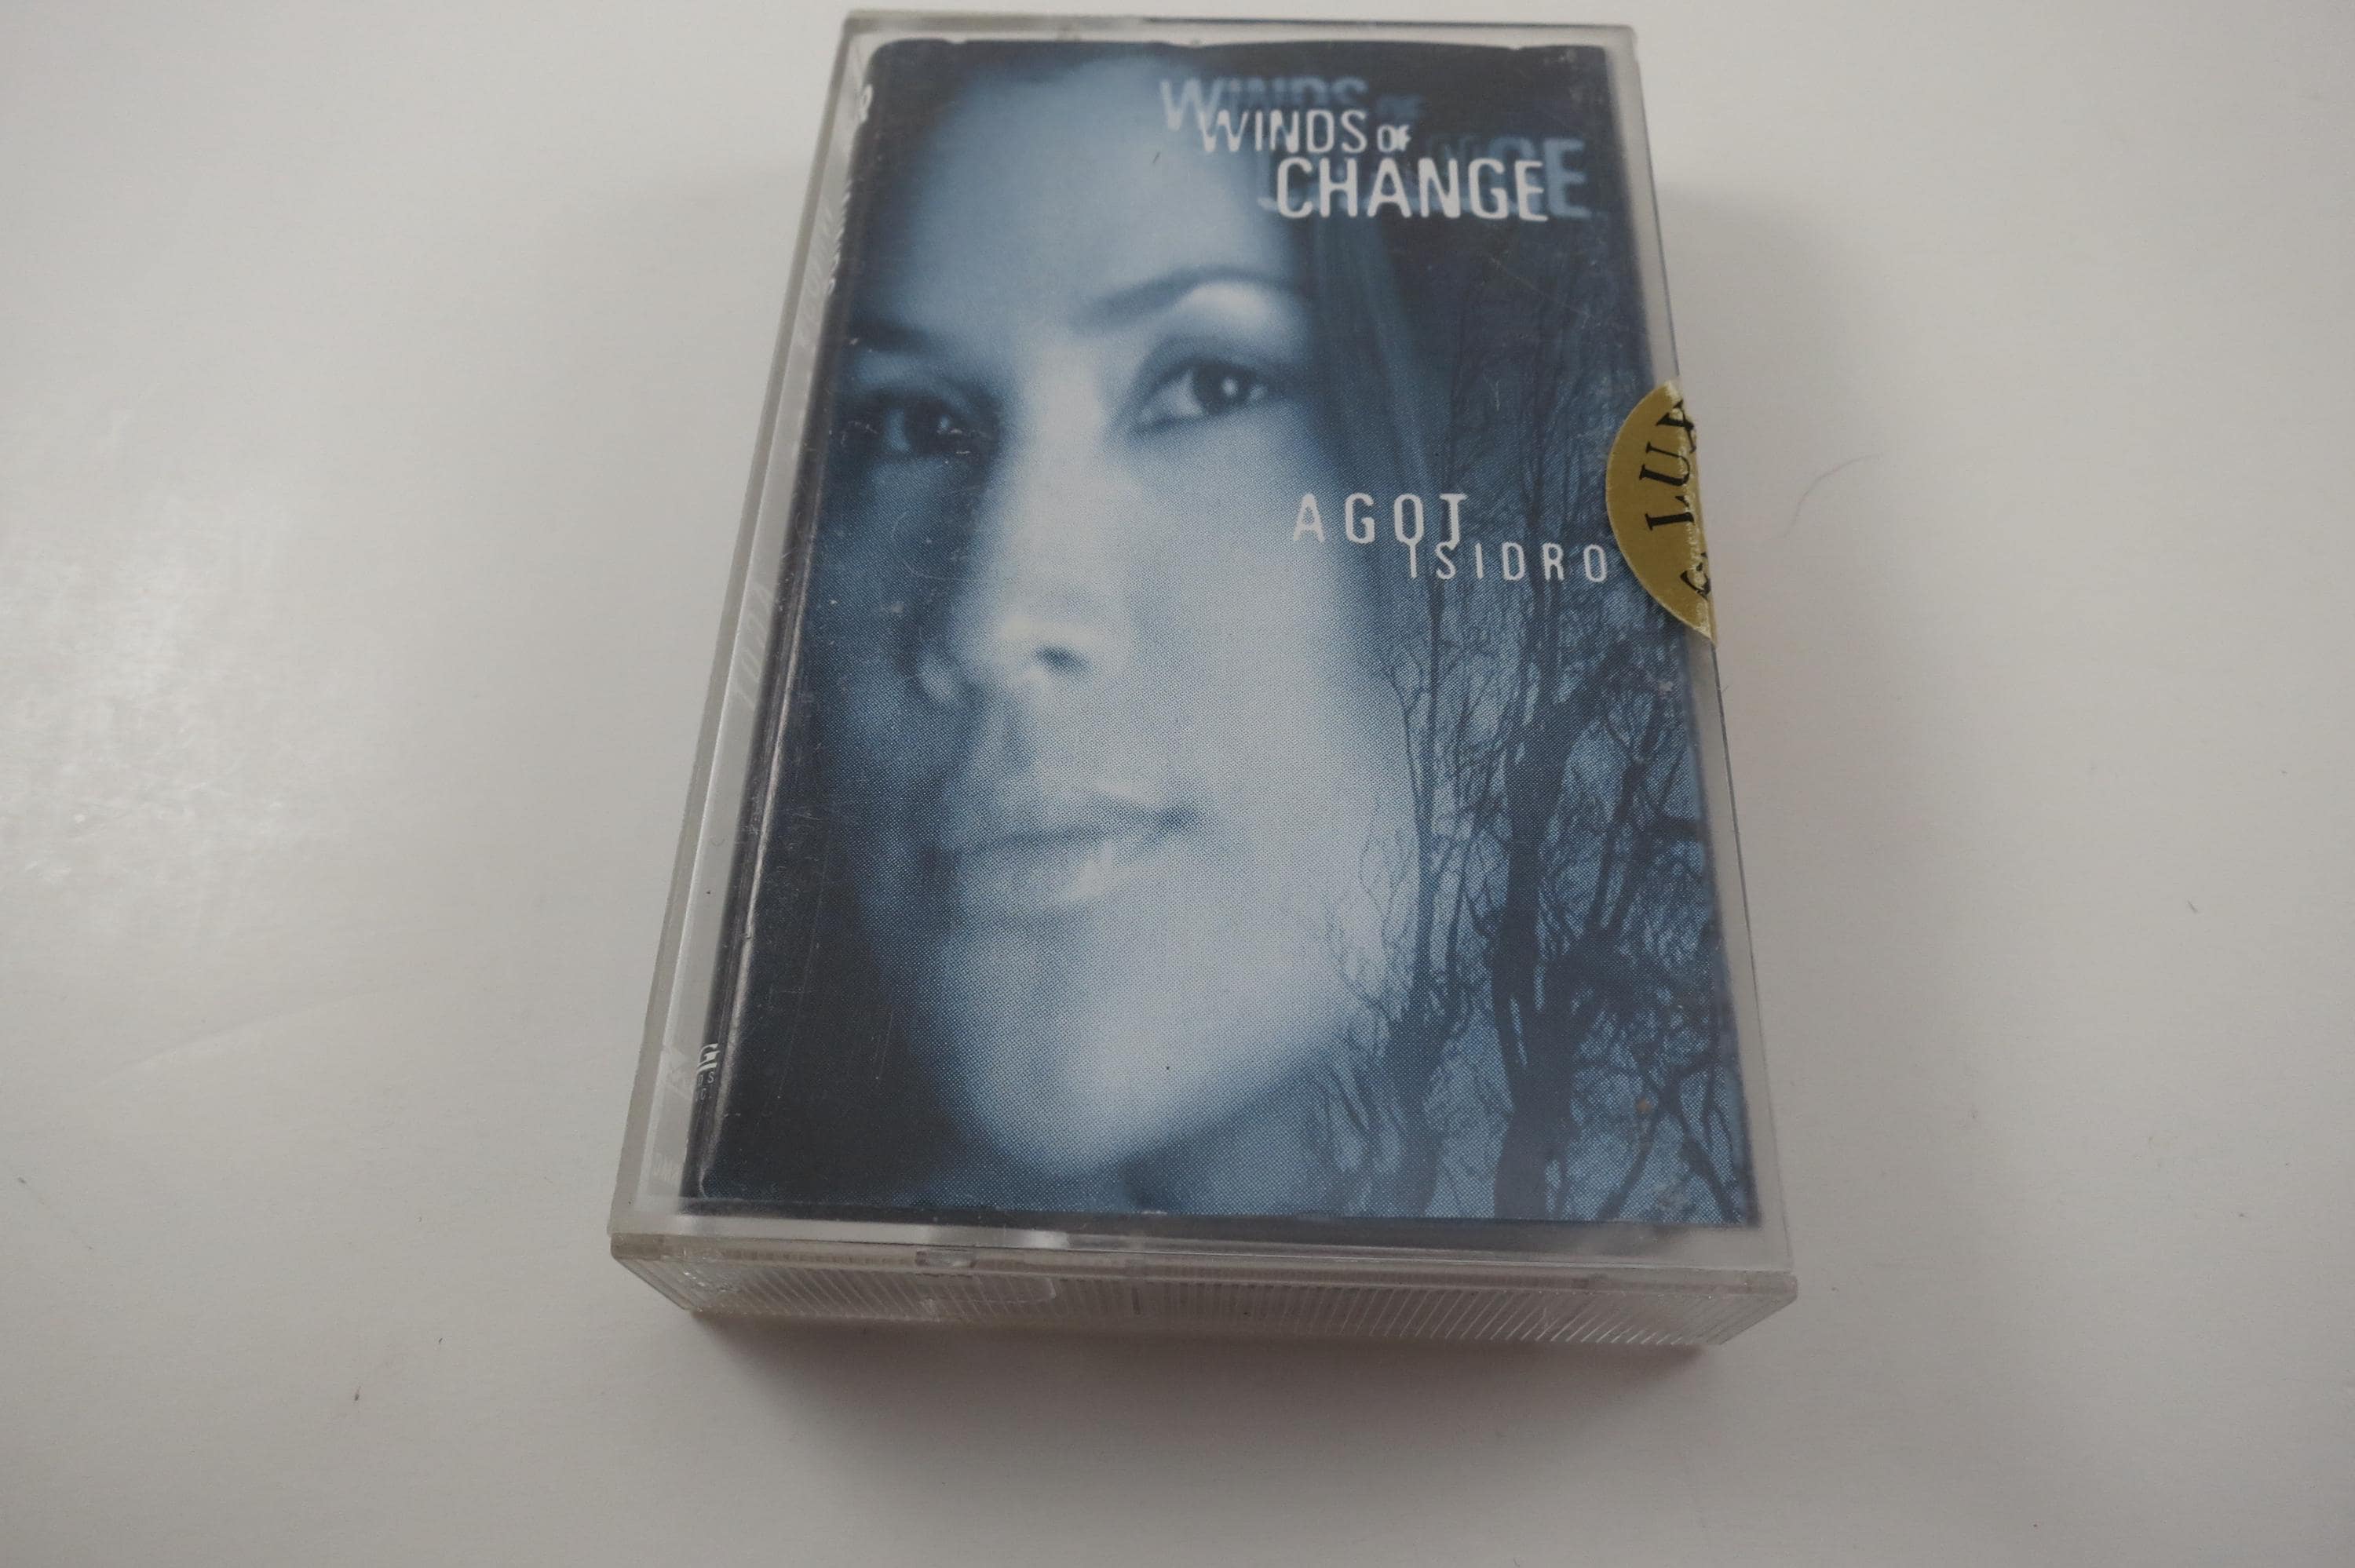 WINDS OF
CHANGE
AGOT
ISIDRO